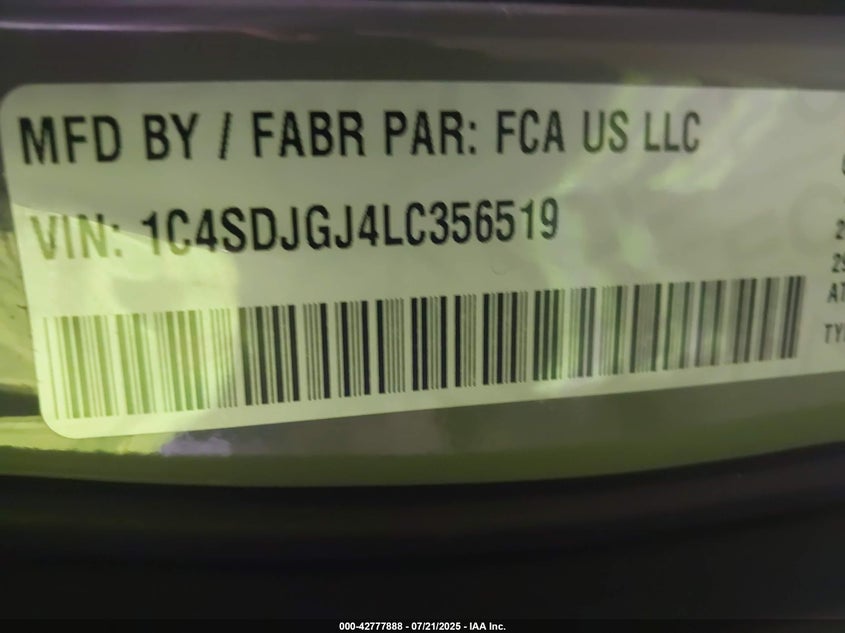 MFD BY / FABR PAR: FCA US LLC
VIN: 1C4SDJGJ4LC356519
000-42777888 - 07/21/2025 - IAA Inc.